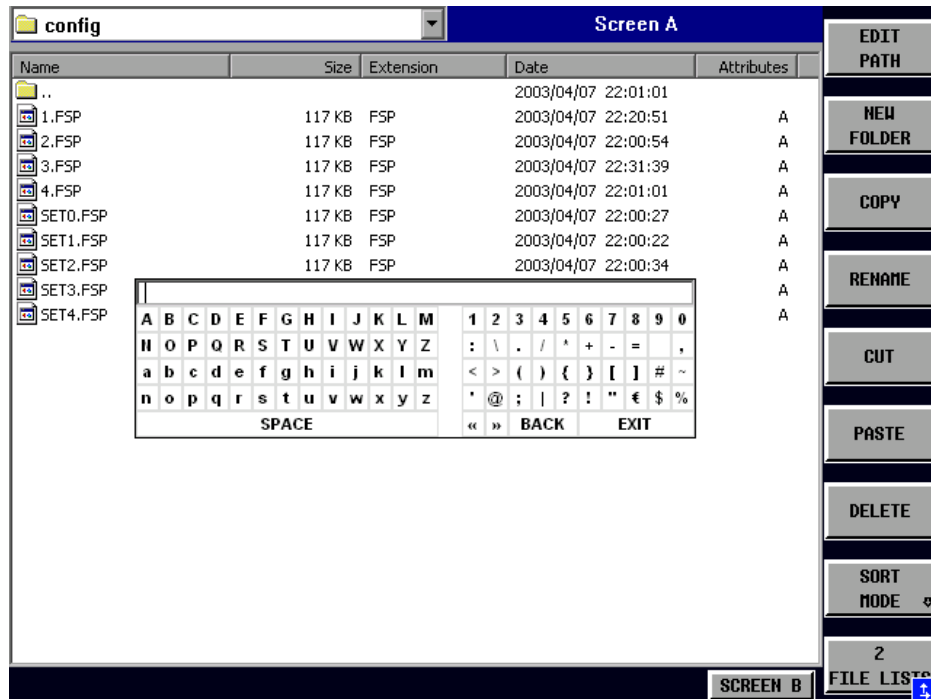 config
Screen A
Name Size Extension Date Attributes
.. 2003/04/07 22:01:01
1.FSP 117 KB FSP 2003/04/07 22:20:51 A
2.FSP 117 KB FSP 2003/04/07 22:00:54 A
3.FSP 117 KB FSP 2003/04/07 22:31:39 A
4.FSP 117 KB FSP 2003/04/07 22:01:01 A
SET0.FSP 117 KB FSP 2003/04/07 22:00:27 A
SET1.FSP 117 KB FSP 2003/04/07 22:00:22 A
SET2.FSP 117 KB FSP 2003/04/07 22:00:34 A
SET3.FSP A
SET4.FSP A
A B C D E F G H I J K L M 1 2 3 4 5 6 7 8 9 0
N O P Q R S T U V W X Y Z : \ . / * + - = ,
a b c d e f g h i j k l m < > ( ) { } [ ] # ~
n o p q r s t u v w x y z ' @ ; | ? ! " € $ %
SPACE « » BACK EXIT
EDIT
PATH
NEW
FOLDER
COPY
RENAME
CUT
PASTE
DELETE
SORT
MODE
2
FILE LISTS
SCREEN B